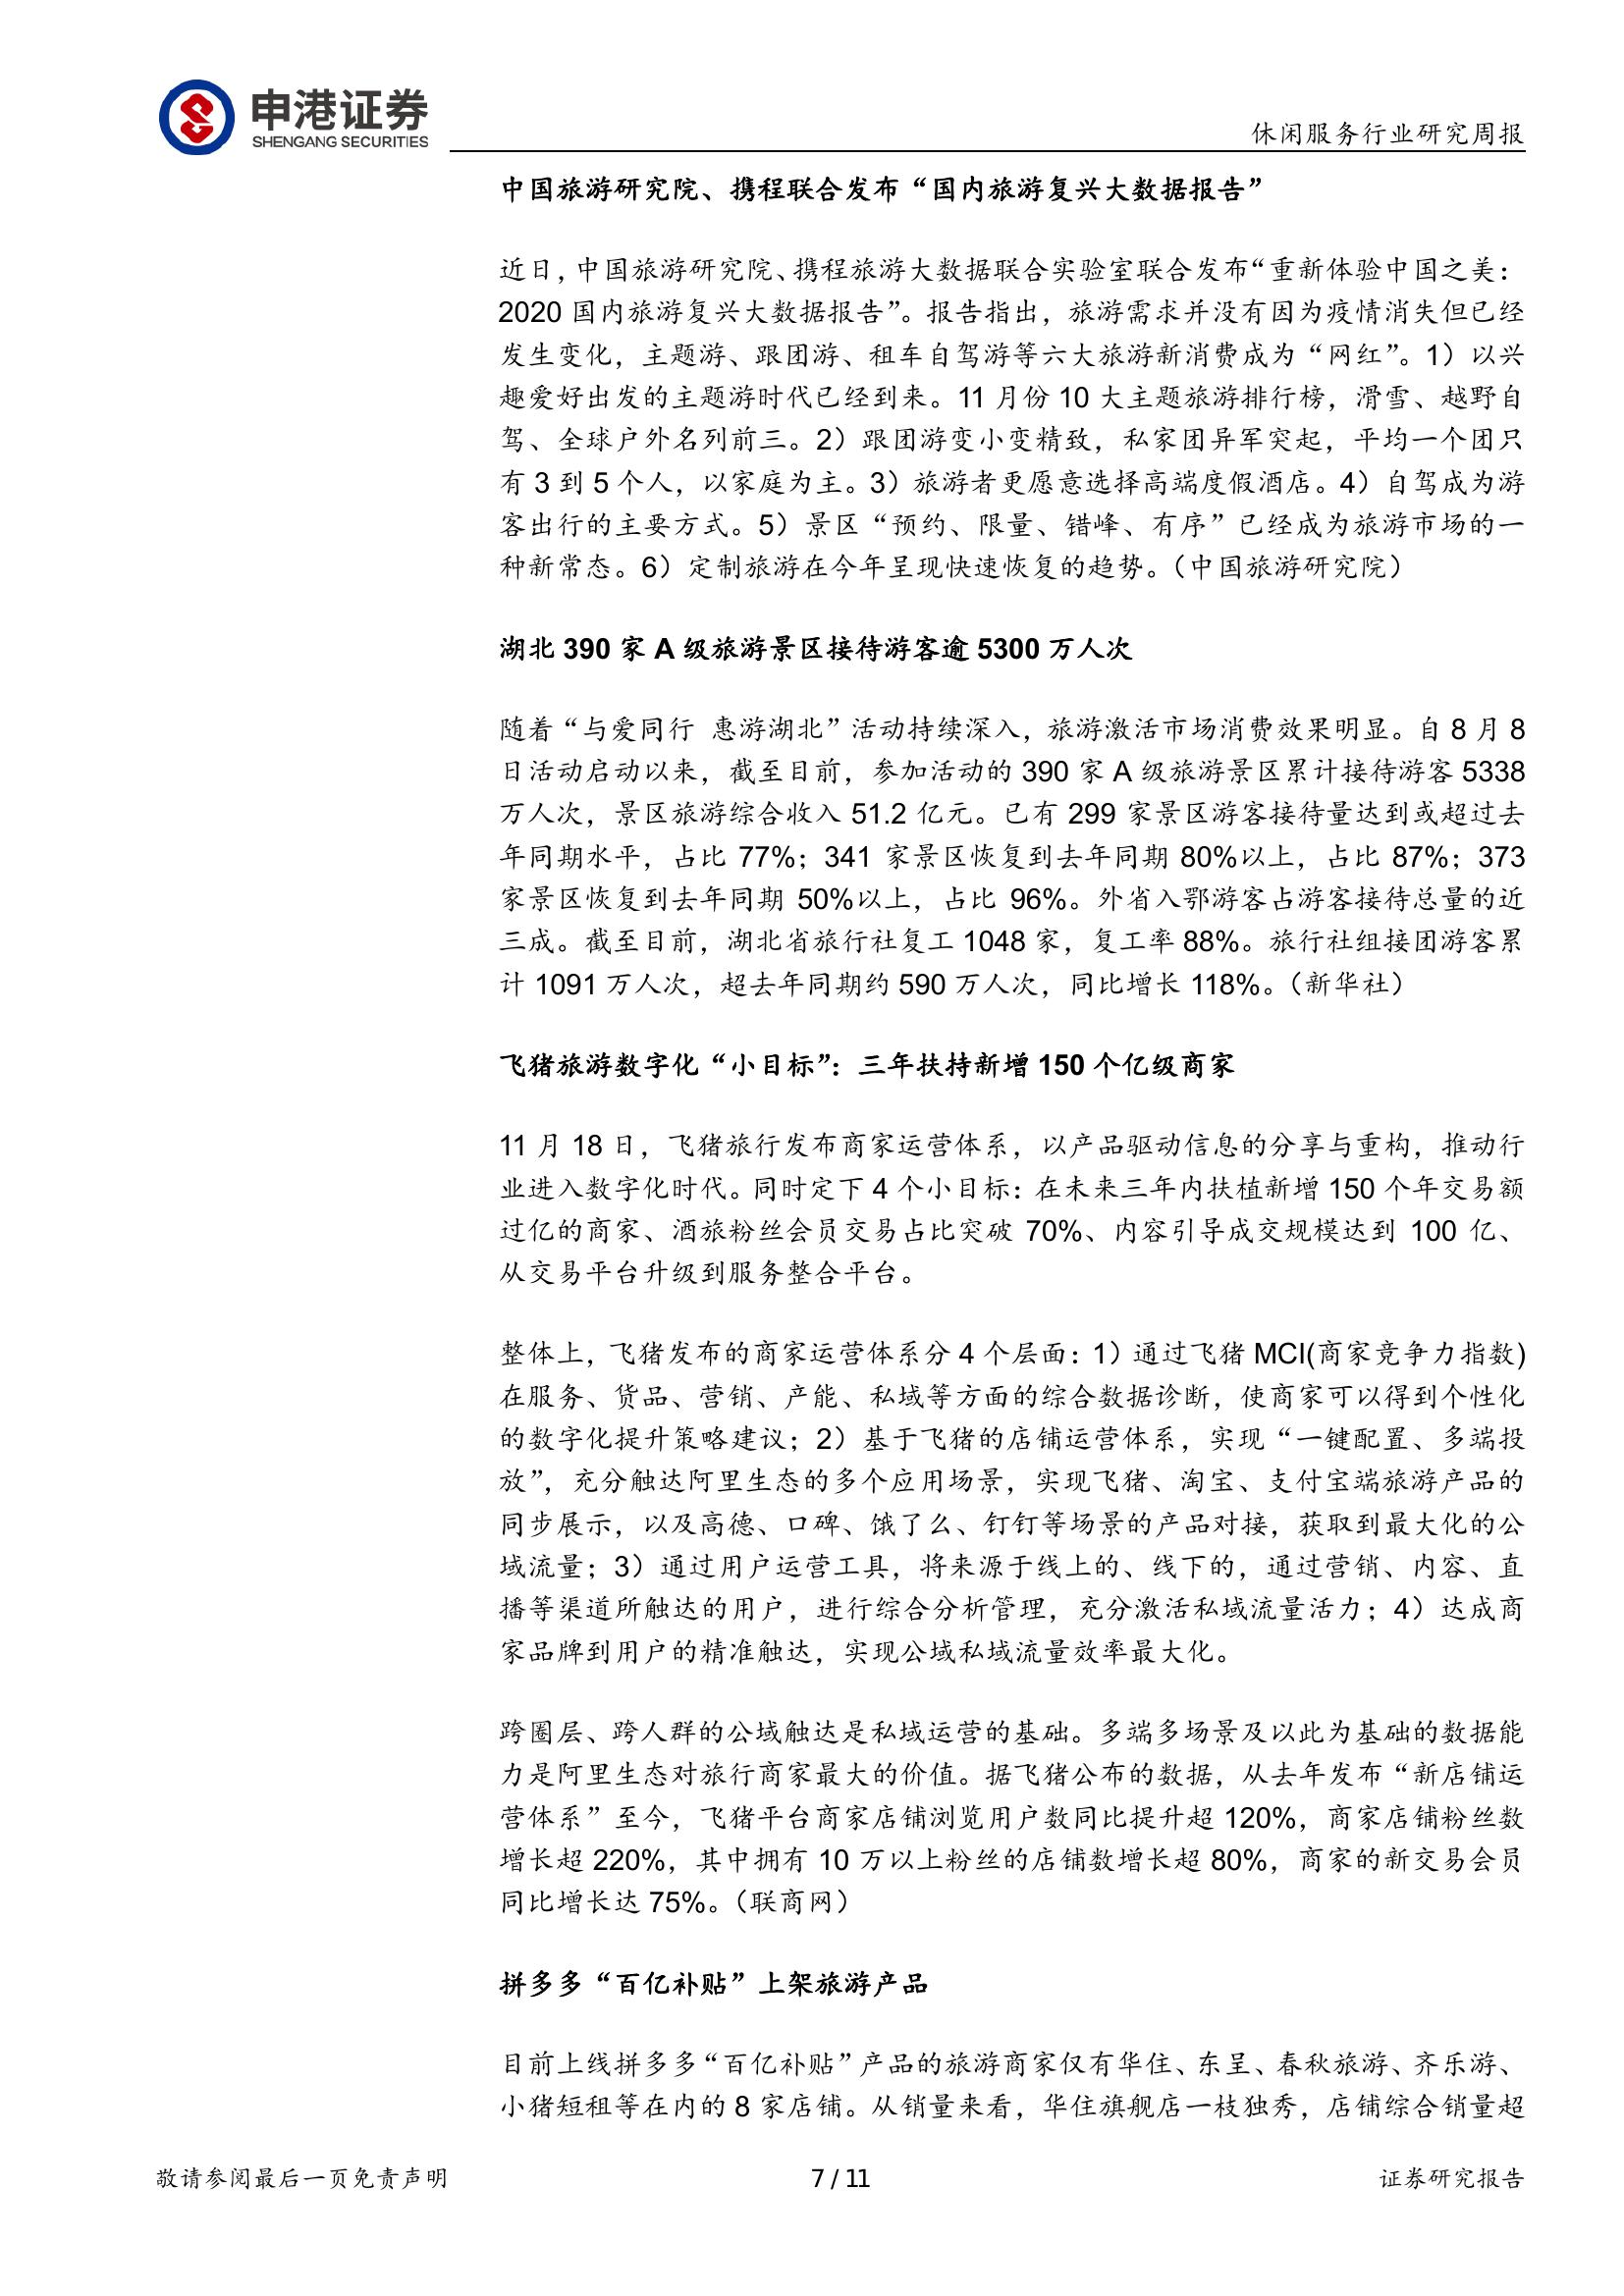 申港证券
SHENGANG SECURITIES
休闲服务行业研究周报
中国旅游研究院、携程联合发布“国内旅游复兴大数据报告”
近日，中国旅游研究院、携程旅游大数据联合实验室联合发布“重新体验中国之美：
2020 国内旅游复兴大数据报告”。报告指出，旅游需求并没有因为疫情消失但已经
发生变化，主题游、跟团游、租车自驾游等六大旅游新消费成为“网红”。1）以兴
趣爱好出发的主题游时代已经到来。11 月份 10 大主题旅游排行榜，滑雪、越野自
驾、全球户外名列前三。2）跟团游变小变精致，私家团异军突起，平均一个团只
有 3 到 5 个人，以家庭为主。3）旅游者更愿意选择高端度假酒店。4）自驾成为游
客出行的主要方式。5）景区“预约、限量、错峰、有序”已经成为旅游市场的一
种新常态。6）定制旅游在今年呈现快速恢复的趋势。（中国旅游研究院）
湖北 390 家 A 级旅游景区接待游客逾 5300 万人次
随着“与爱同行 惠游湖北”活动持续深入，旅游激活市场消费效果明显。自 8 月 8
日活动启动以来，截至目前，参加活动的 390 家 A 级旅游景区累计接待游客 5338
万人次，景区旅游综合收入 51.2 亿元。已有 299 家景区游客接待量达到或超过去
年同期水平，占比 77%；341 家景区恢复到去年同期 80%以上，占比 87%；373
家景区恢复到去年同期 50%以上，占比 96%。外省入鄂游客占游客接待总量的近
三成。截至目前，湖北省旅行社复工 1048 家，复工率 88%。旅行社组接团游客累
计 1091 万人次，超去年同期约 590 万人次，同比增长 118%。（新华社）
飞猪旅游数字化“小目标”：三年扶持新增 150 个亿级商家
11 月 18 日，飞猪旅行发布商家运营体系，以产品驱动信息的分享与重构，推动行
业进入数字化时代。同时定下 4 个小目标：在未来三年内扶植新增 150 个年交易额
过亿的商家、酒旅粉丝会员交易占比突破 70%、内容引导成交规模达到 100 亿、
从交易平台升级到服务整合平台。
整体上，飞猪发布的商家运营体系分 4 个层面：1）通过飞猪 MCI(商家竞争力指数)
在服务、货品、营销、产能、私域等方面的综合数据诊断，使商家可以得到个性化
的数字化提升策略建议；2）基于飞猪的店铺运营体系，实现“一键配置、多端投
放”，充分触达阿里生态的多个应用场景，实现飞猪、淘宝、支付宝端旅游产品的
同步展示，以及高德、口碑、饿了么、钉钉等场景的产品对接，获取到最大化的公
域流量；3）通过用户运营工具，将来源于线上的、线下的，通过营销、内容、直
播等渠道所触达的用户，进行综合分析管理，充分激活私域流量活力；4）达成商
家品牌到用户的精准触达，实现公域私域流量效率最大化。
跨圈层、跨人群的公域触达是私域运营的基础。多端多场景及以此为基础的数据能
力是阿里生态对旅行商家最大的价值。据飞猪公布的数据，从去年发布“新店铺运
营体系”至今，飞猪平台商家店铺浏览用户数同比提升超 120%，商家店铺粉丝数
增长超 220%，其中拥有 10 万以上粉丝的店铺数增长超 80%，商家的新交易会员
同比增长达 75%。（联商网）
拼多多“百亿补贴”上架旅游产品
目前上线拼多多“百亿补贴”产品的旅游商家仅有华住、东呈、春秋旅游、齐乐游、
小猪短租等在内的 8 家店铺。从销量来看，华住旗舰店一枝独秀，店铺综合销量超
敬请参阅最后一页免责声明
7 / 11
证券研究报告